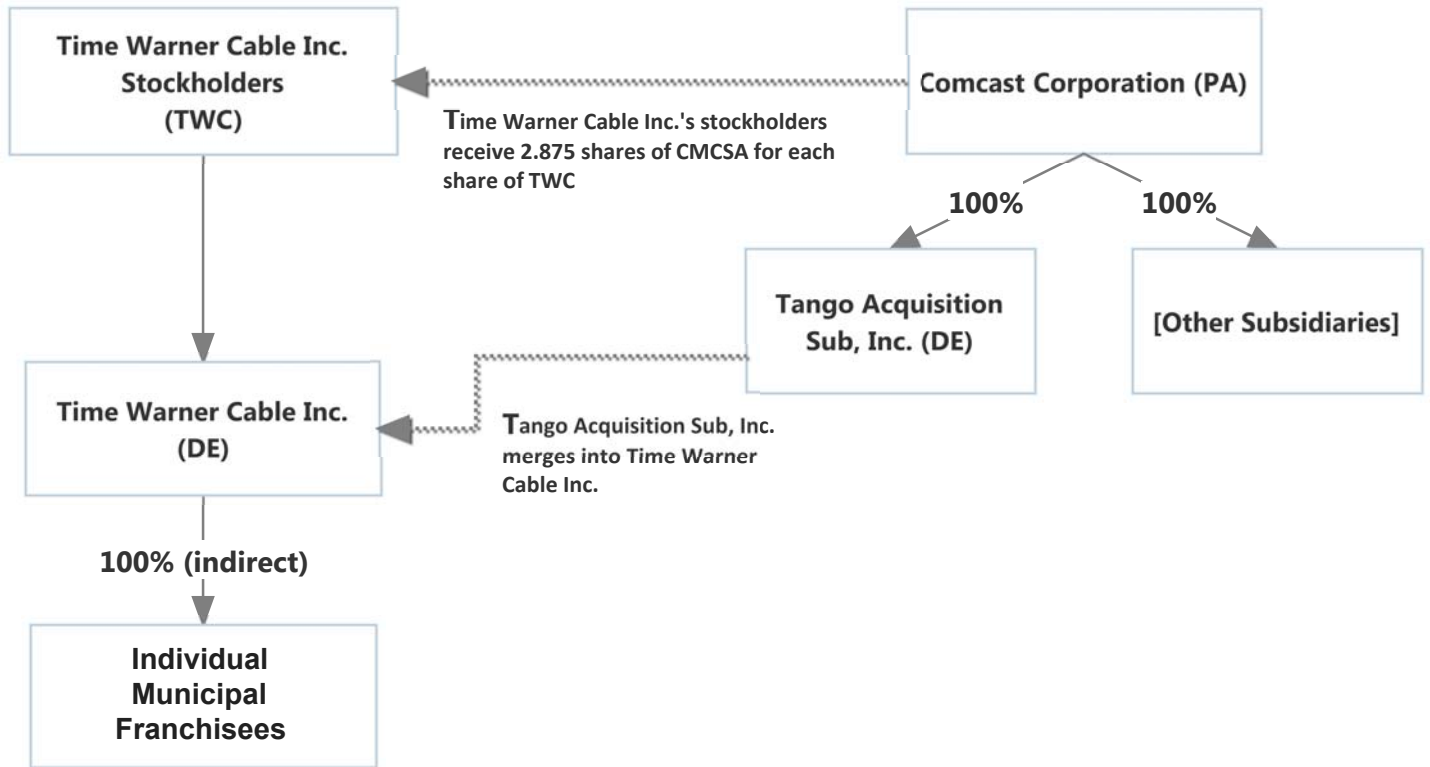 Time Warner Cable Inc.
Stockholders
(TWC)
Comcast Corporation (PA)
Time Warner Cable Inc.'s stockholders
receive 2.875 shares of CMCSA for each
share of TWC
100%
100%
Tango Acquisition
Sub, Inc. (DE)
[Other Subsidiaries]
Time Warner Cable Inc.
(DE)
Tango Acquisition Sub, Inc.
merges into Time Warner
Cable Inc.
100% (indirect)
Individual
Municipal
Franchisees